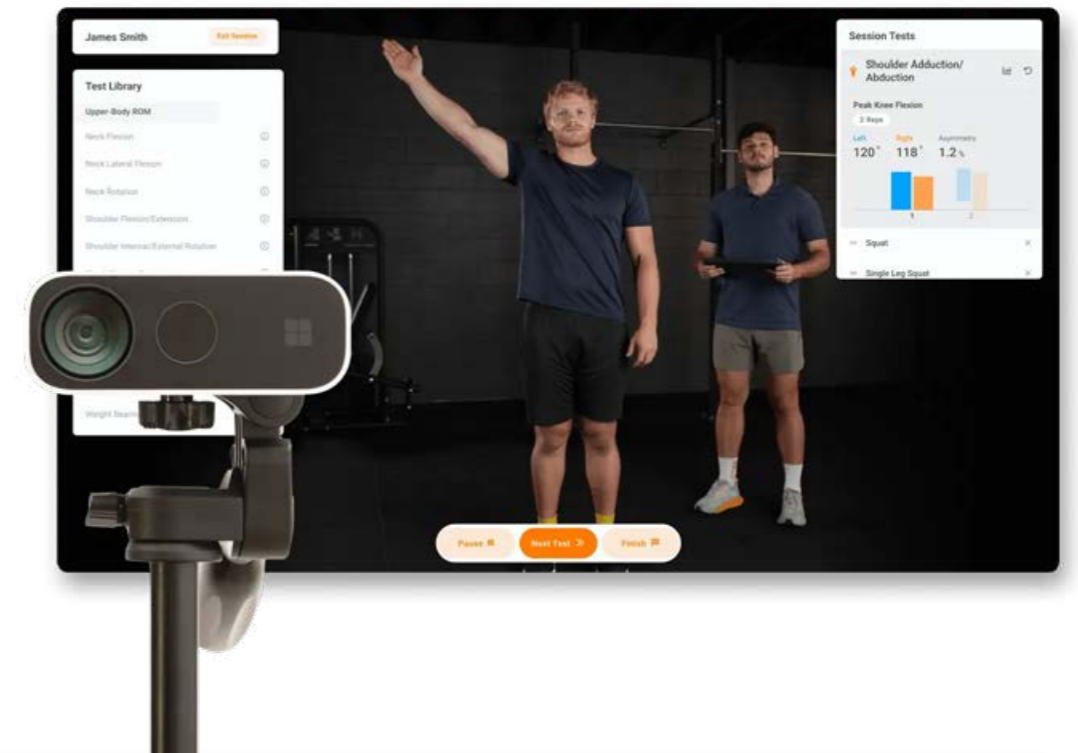 James Smith
Exit Session
Test Library
Upper-Body ROM
Neck Flexion
Neck Lateral Flexion
Neck Rotation
Shoulder Flexion/Extension
Shoulder Internal/External Rotation
Weight Bearing
Pause
Next Test
Finish
Session Tests
Shoulder Adduction/
Abduction
Peak Knee Flexion
2 Reps
Left Right Asymmetry
120° 118° 1.2 %
1 2
Squat
Single Leg Squat